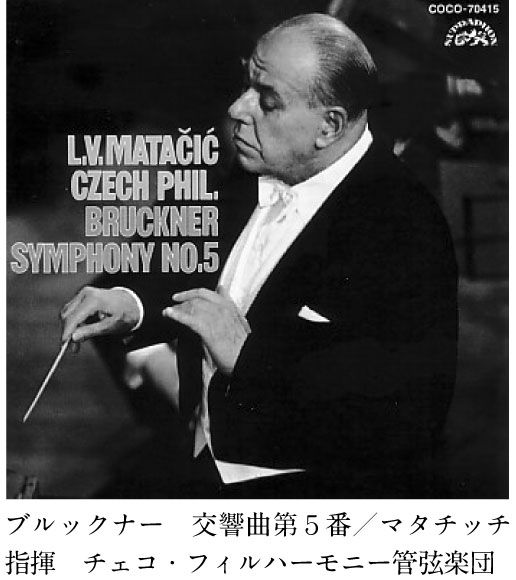 COCO-70415
SUPRAPHON
L.V.MATAČIĆ
CZECH PHIL.
BRUCKNER
SYMPHONY NO.5
ブルックナー　交響曲第５番／マタチッチ
指揮　チェコ・フィルハーモニー管弦楽団